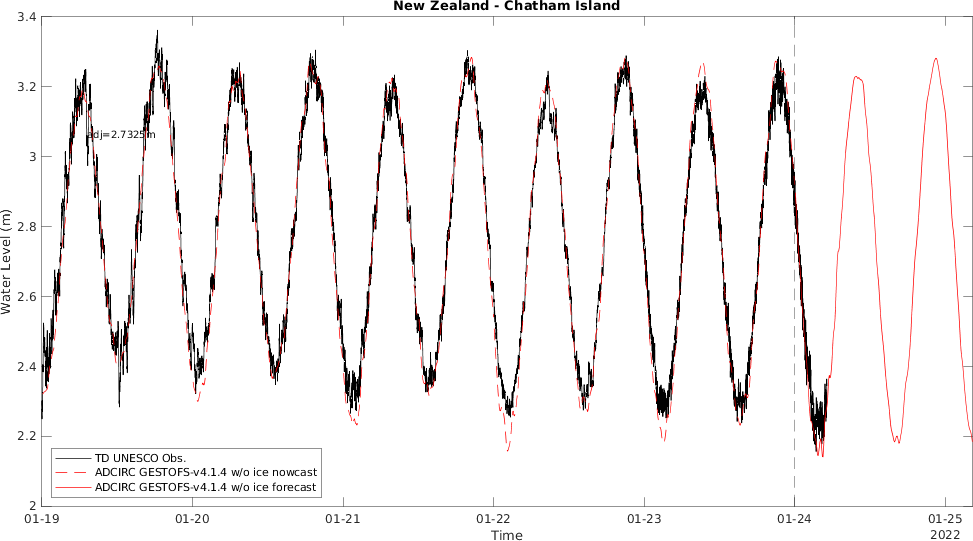 New Zealand - Chatham Island
3.4
3.2
3
2.8
2.6
2.4
2.2
2
Water Level (m)
adj=2.7325m
TD UNESCO Obs.
ADCIRC GESTOFS-v4.1.4 w/o ice nowcast
ADCIRC GESTOFS-v4.1.4 w/o ice forecast
01-19
01-20
01-21
01-22
01-23
01-24
01-25
Time
2022